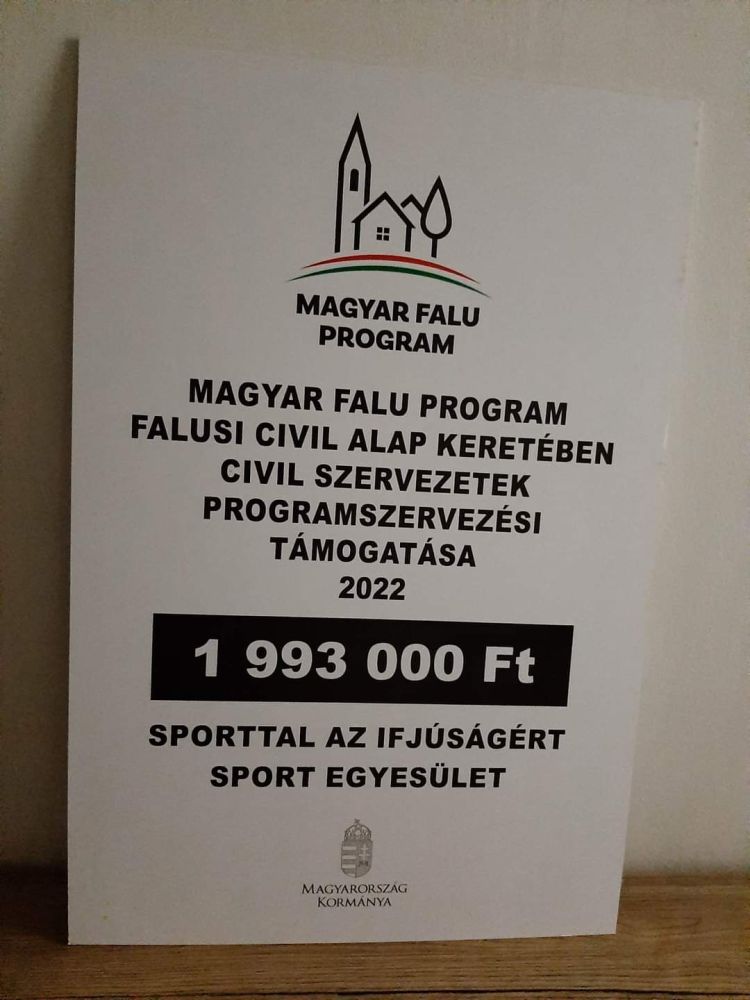 MAGYAR FALU
PROGRAM
MAGYAR FALU PROGRAM
FALUSI CIVIL ALAP KERETÉBEN
CIVIL SZERVEZETEK
PROGRAMSZERVEZÉSI
TÁMOGATÁSA
2022
1 993 000 Ft
SPORTTAL AZ IFJÚSÁGÉRT
SPORT EGYESÜLET
MAGYARORSZÁG
KORMÁNYA